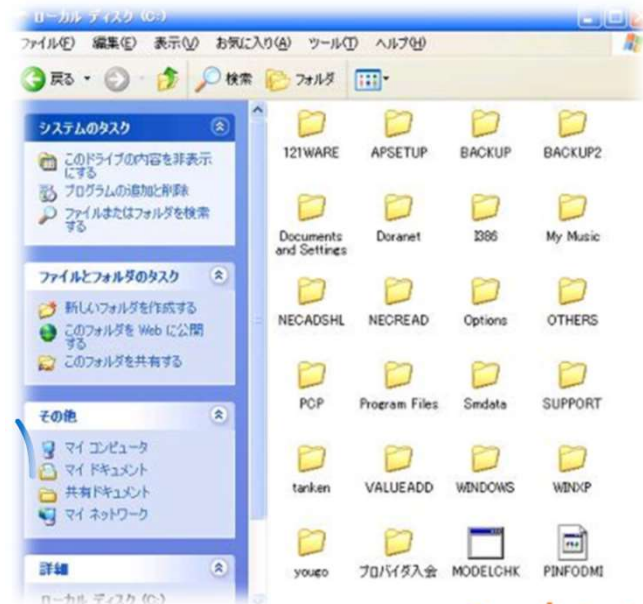 ローカル ディスク (C:)
ファイル(F) 編集(E) 表示(V) お気に入り(A) ツール(T) ヘルプ(H)
戻る 検索 フォルダ
システムのタスク
このドライブの内容を非表示
にする
プログラムの追加と削除
ファイルまたはフォルダを検索
する
ファイルとフォルダのタスク
新しいフォルダを作成する
このフォルダを Web に公開
する
このフォルダを共有する
その他
マイ コンピュータ
マイ ドキュメント
共有ドキュメント
マイ ネットワーク
詳細
ローカル ディスク (C:)
121WARE APSETUP BACKUP BACKUP2
Documents
and Settings
Doranet I386 My Music
NECADSHL NECREAD Options OTHERS
PCP Program Files Smdata SUPPORT
tanken VALUEADD WINDOWS WINXP
yougo プロバイダ入会 MODELCHK PINFODMI